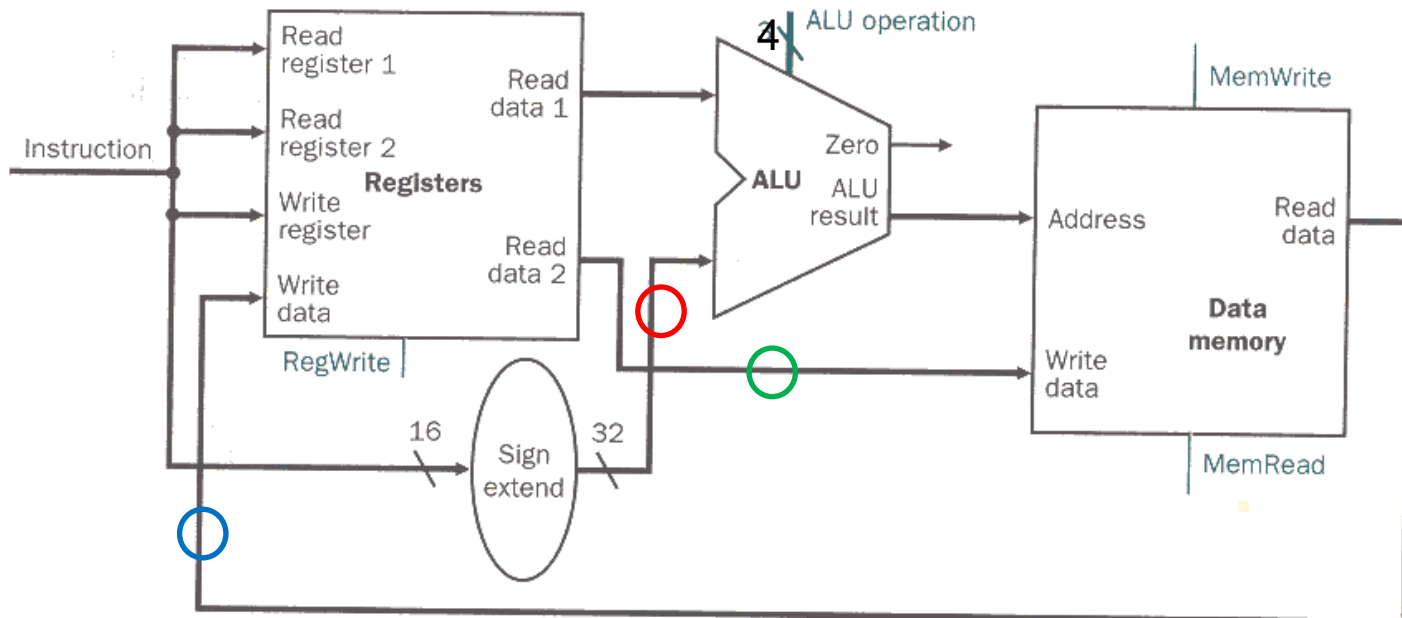 Instruction
Read
register 1
Read
register 2
Registers
Write
register
Write
data
Read
data 1
Read
data 2
RegWrite
16
Sign
extend
32
4
ALU operation
Zero
ALU
ALU
result
MemWrite
Address
Read
data
Data
memory
Write
data
MemRead